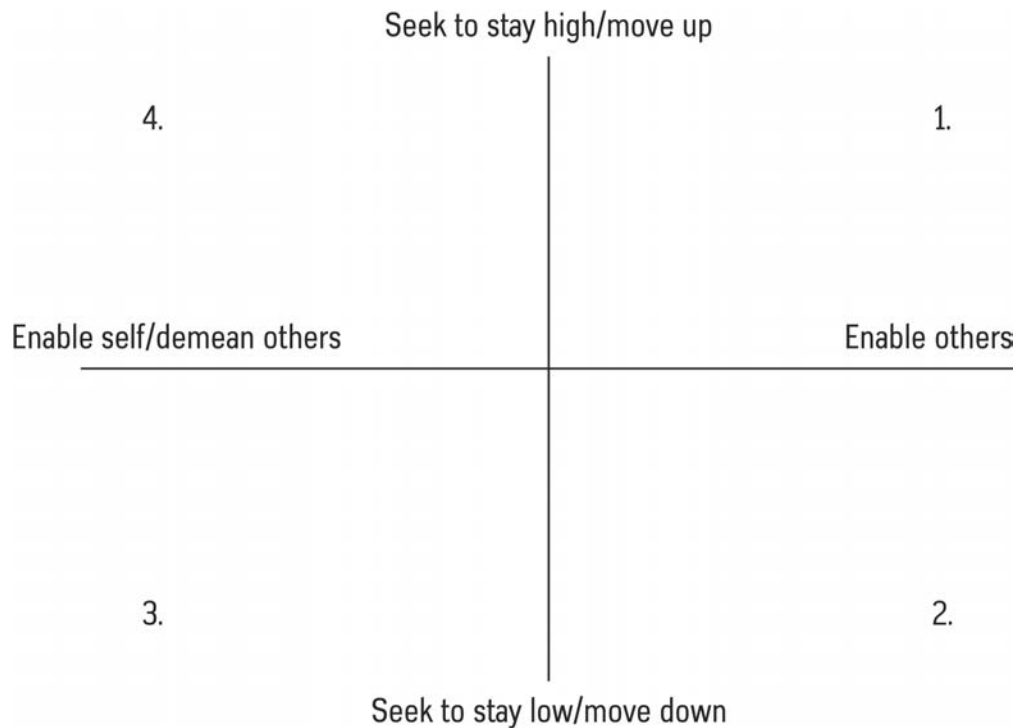 Seek to stay high/move up
4.
1.
Enable self/demean others
Enable others
3.
2.
Seek to stay low/move down